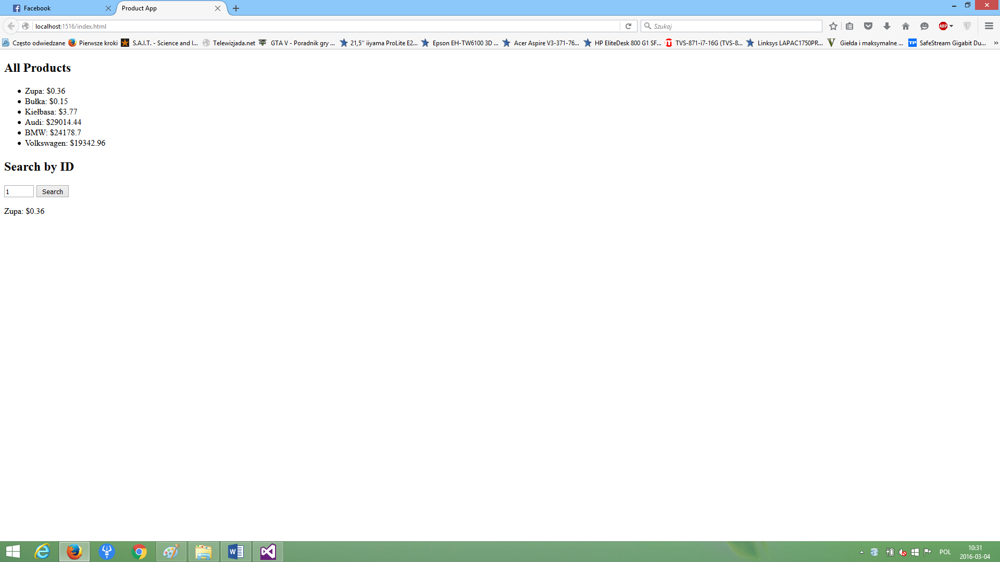 Facebook
Product App
localhost:1516/index.html
Szukaj
ABP
Często odwiedzane Pierwsze kroki S.A.I.T. - Science and I... Telewizjada.net GTA V - Poradnik gry ... 21,5'' iiyama ProLite E2... Epson EH-TW6100 3D ... Acer Aspire V3-371-76... HP EliteDesk 800 G1 SF... TVS-871-i7-16G (TVS-8... Linksys LAPAC1750PR... Giełda i maksymalne ... TP SafeStream Gigabit Du... »
All Products
• Zupa: $0.36
• Bułka: $0.15
• Kiełbasa: $3.77
• Audi: $29014.44
• BMW: $24178.7
• Volkswagen: $19342.96
Search by ID
1 Search
Zupa: $0.36
POL
10:31
2016-03-04